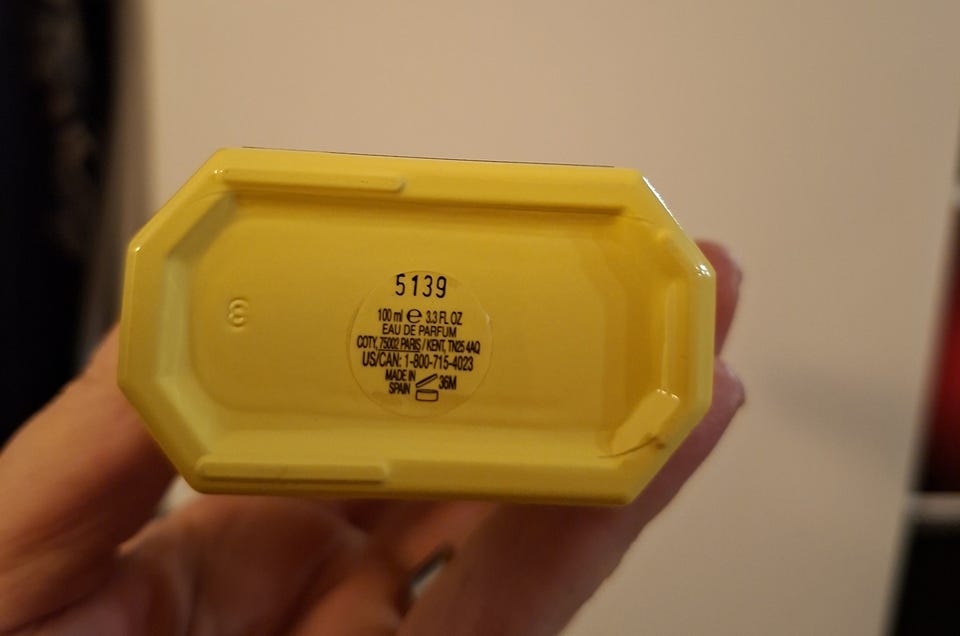 5139
100 ml ℮ 3.3 FL OZ
EAU DE PARFUM
COTY, 75002 PARIS / KENT, TN25 4AQ
US/CAN: 1-800-715-4023
MADE IN
SPAIN
36M
3